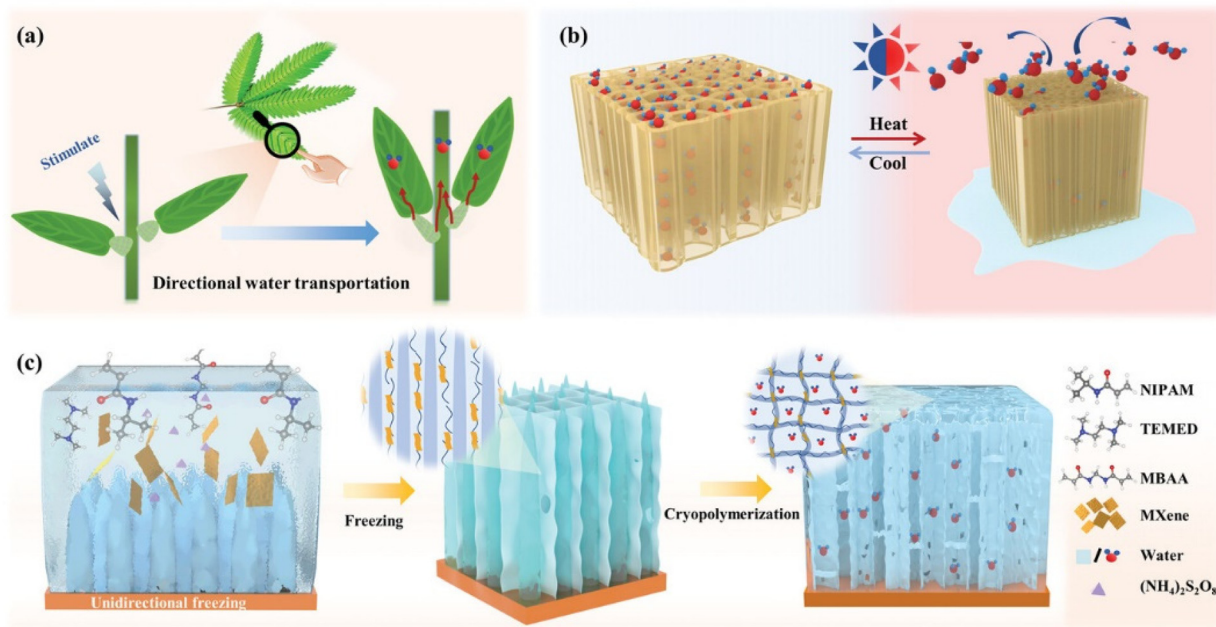 (a)
Stimulate
Directional water transportation
(b)
Heat
Cool
(c)
Unidirectional freezing
Freezing
Cryopolymerization
NIPAM
TEMED
MBAA
MXene
/ Water
(NH₄)₂S₂O₈